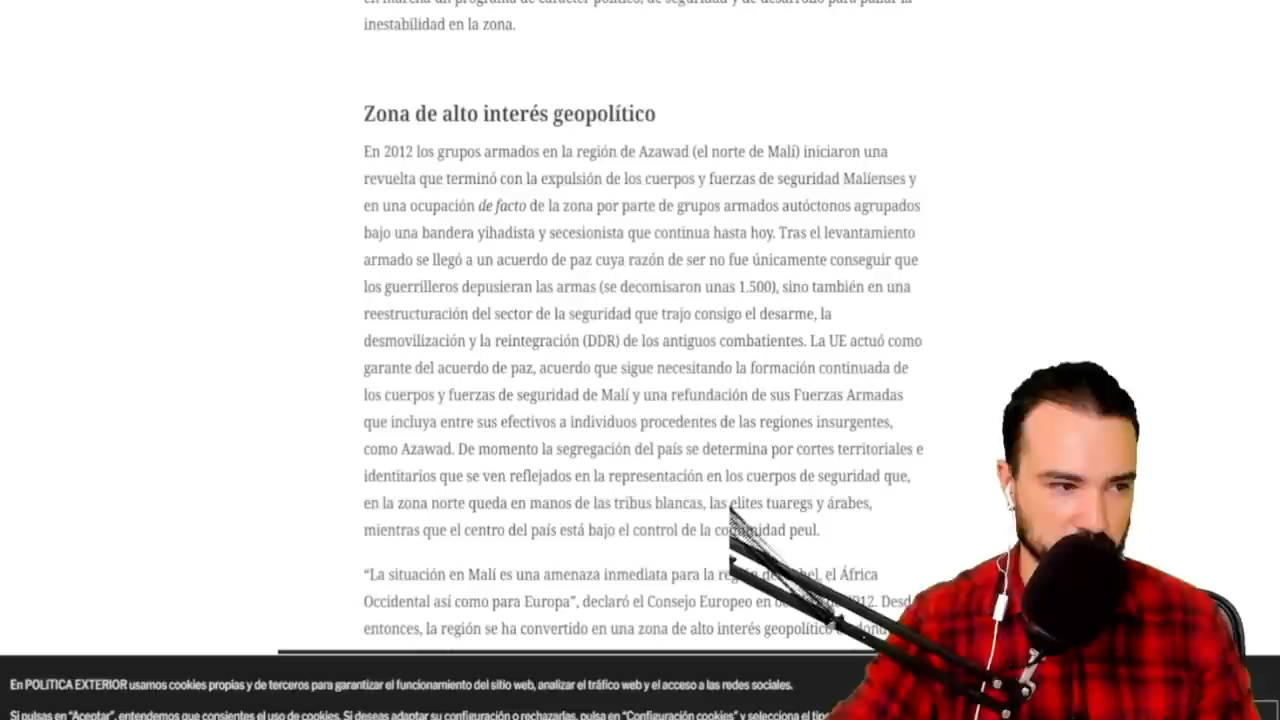 en marcha un programa de carácter político, de seguridad y de desarrollo para paliar la
inestabilidad en la zona.
Zona de alto interés geopolítico
En 2012 los grupos armados en la región de Azawad (el norte de Malí) iniciaron una
revuelta que terminó con la expulsión de los cuerpos y fuerzas de seguridad Malíenses y
en una ocupación de facto de la zona por parte de grupos armados autóctonos agrupados
bajo una bandera yihadista y secesionista que continua hasta hoy. Tras el levantamiento
armado se llegó a un acuerdo de paz cuya razón de ser no fue únicamente conseguir que
los guerrilleros depusieran las armas (se decomisaron unas 1.500), sino también en una
reestructuración del sector de la seguridad que trajo consigo el desarme, la
desmovilización y la reintegración (DDR) de los antiguos combatientes. La UE actuó como
garante del acuerdo de paz, acuerdo que sigue necesitando la formación continuada de
los cuerpos y fuerzas de seguridad de Malí y una refundación de sus Fuerzas Armadas
que incluya entre sus efectivos a individuos procedentes de las regiones insurgentes,
como Azawad. De momento la segregación del país se determina por cortes territoriales e
identitarios que se ven reflejados en la representación en los cuerpos de seguridad que,
en la zona norte queda en manos de las tribus blancas, las elites tuaregs y árabes,
mientras que el centro del país está bajo el control de la comunidad peul.
“La situación en Malí es una amenaza inmediata para la región del Sahel, el África
Occidental así como para Europa”, declaró el Consejo Europeo en 2012. Desde
entonces, la región se ha convertido en una zona de alto interés geopolítico
En POLíTICA EXTERIOR usamos cookies propias y de terceros para garantizar el funcionamiento del sitio web, analizar el tráfico web y el acceso a las redes sociales.
Si pulsas en “Aceptar”, entendemos que consientes el uso de cookies. Si deseas adaptar su configuración o rechazarlas, pulsa en “Configuración cookies” y selecciona el